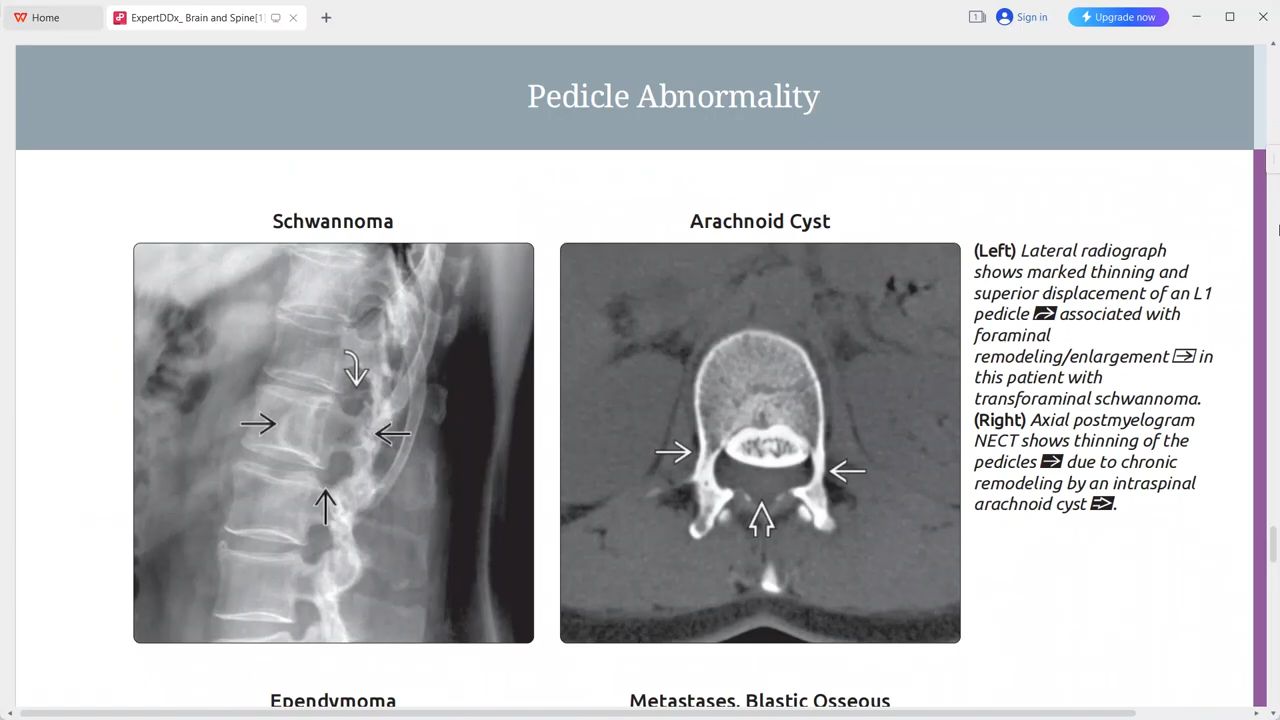 Home
ExpertDDx_ Brain and Spine[1]
1
Sign in
Upgrade now
Pedicle Abnormality
Schwannoma
Arachnoid Cyst
(Left) Lateral radiograph
shows marked thinning and
superior displacement of an L1
pedicle associated with
foraminal
remodeling/enlargement in
this patient with
transforaminal schwannoma.
(Right) Axial postmyelogram
NECT shows thinning of the
pedicles due to chronic
remodeling by an intraspinal
arachnoid cyst .
Ependymoma
Metastases, Blastic Osseous